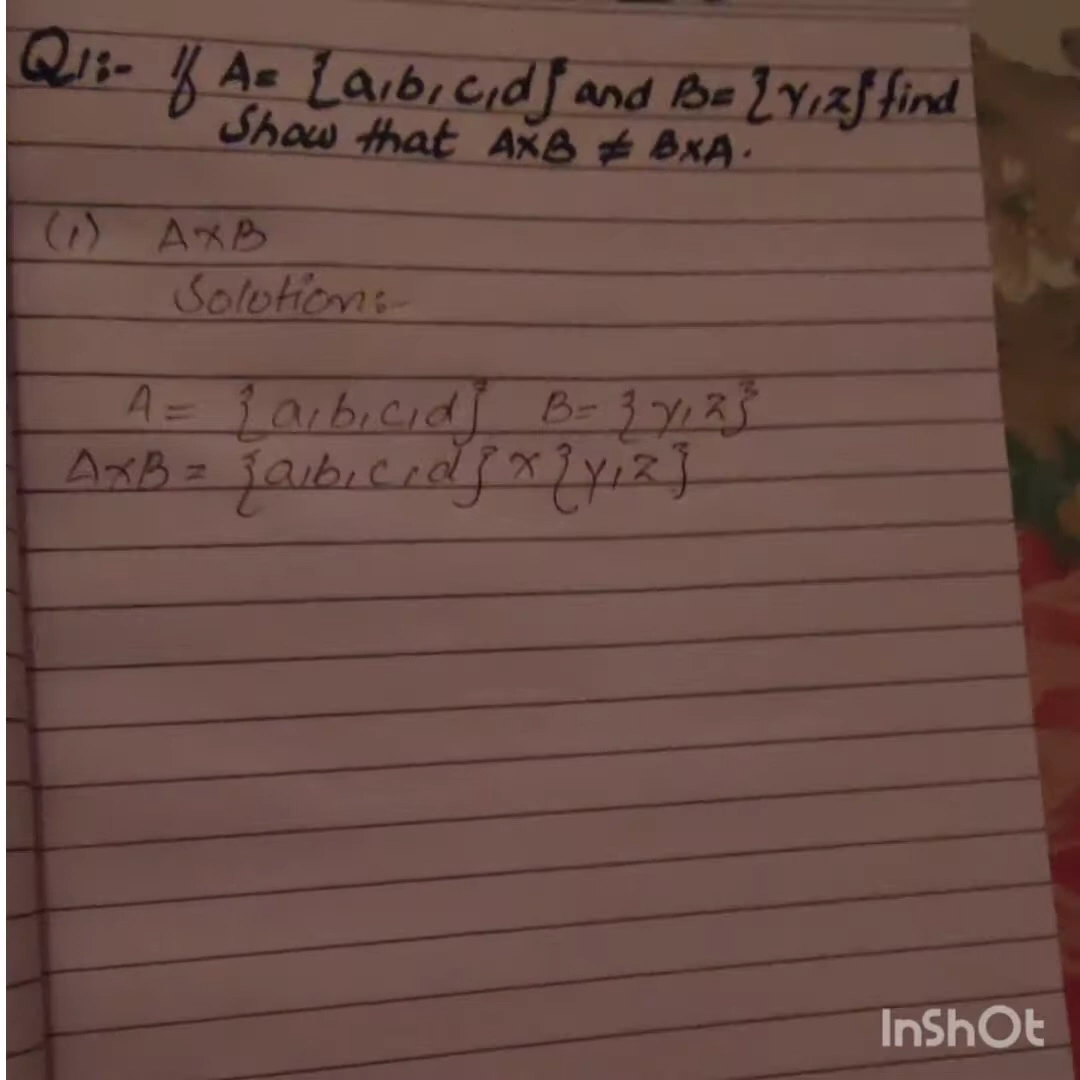 Q1:- If A= {a,b,c,d} and B= {y,z} find
Show that A×B ≠ B×A.
(1) A×B
Solution:-
A= {a,b,c,d} B= {y,z}
A×B = {a,b,c,d} × {y,z}
InShOt